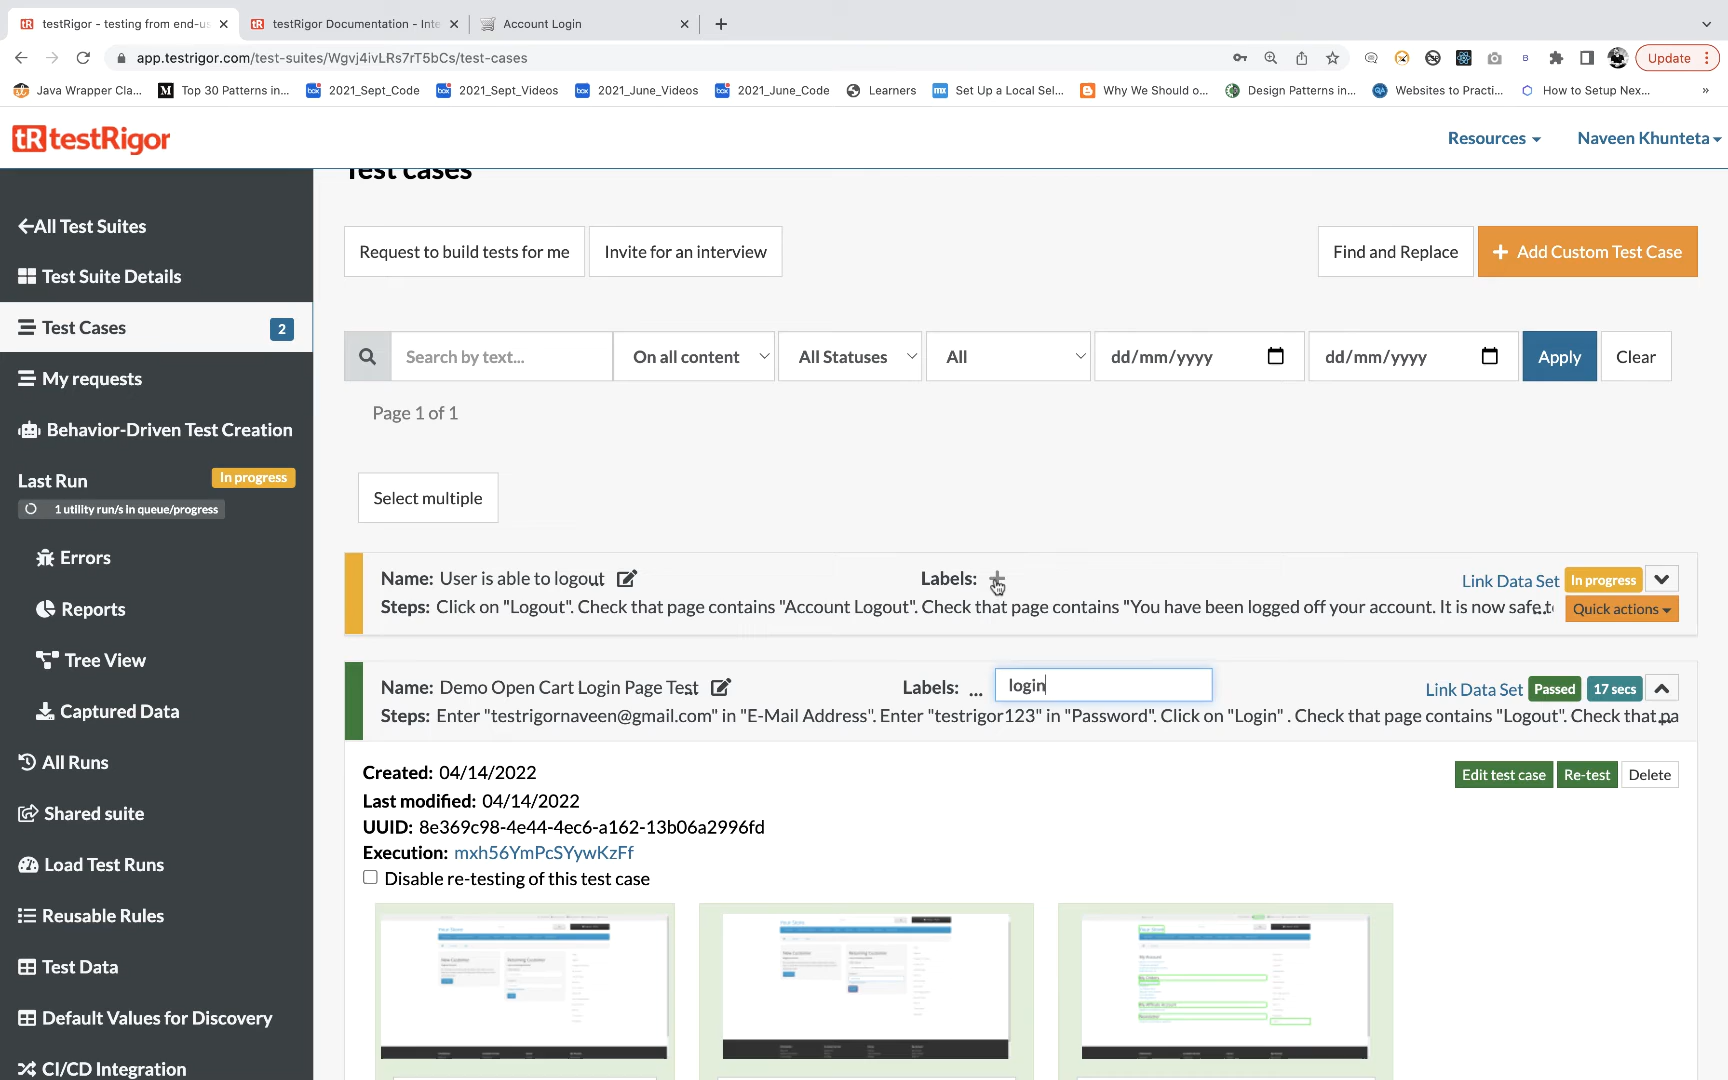 tR testRigor - testing from end-us
tR testRigor Documentation - Inte
Account Login
app.testrigor.com/test-suites/Wgvj4ivLRs7rT5bCs/test-cases
Update
Java Wrapper Cla...
Top 30 Patterns in...
2021_Sept_Code
2021_Sept_Videos
2021_June_Videos
2021_June_Code
Learners
Set Up a Local Sel...
Why We Should o...
Design Patterns in...
Websites to Practi...
How to Setup Nex...
tR testRigor
Resources
Naveen Khunteta
All Test Suites
Test Suite Details
Test Cases 2
My requests
Behavior-Driven Test Creation
Last Run In progress
1 utility run/s in queue/progress
Errors
Reports
Tree View
Captured Data
All Runs
Shared suite
Load Test Runs
Reusable Rules
Test Data
Default Values for Discovery
CI/CD Integration
Test cases
Request to build tests for me
Invite for an interview
Find and Replace
+ Add Custom Test Case
Search by text...
On all content
All Statuses
All
dd/mm/yyyy
dd/mm/yyyy
Apply
Clear
Page 1 of 1
Select multiple
Name: User is able to logout
Labels: +
Link Data Set In progress
Steps: Click on "Logout". Check that page contains "Account Logout". Check that page contains "You have been logged off your account. It is now safe to
Quick actions
Name: Demo Open Cart Login Page Test
Labels: ... login
Link Data Set Passed 17 secs
Steps: Enter "testrigornaveen@gmail.com" in "E-Mail Address". Enter "testrigor123" in "Password". Click on "Login" . Check that page contains "Logout". Check that pa
Created: 04/14/2022
Edit test case Re-test Delete
Last modified: 04/14/2022
UUID: 8e369c98-4e44-4ec6-a162-13b06a2996fd
Execution: mxh56YmPcSYywKzFf
Disable re-testing of this test case